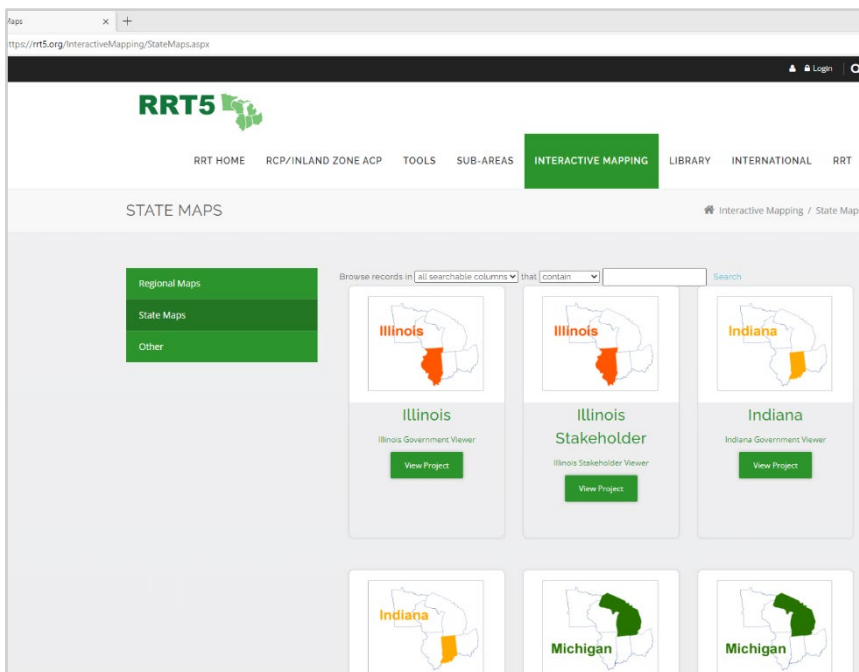 Maps × +
ttps://rrt5.org/InteractiveMapping/StateMaps.aspx
Login
RRT5
RRT HOME RCP/INLAND ZONE ACP TOOLS SUB-AREAS INTERACTIVE MAPPING LIBRARY INTERNATIONAL RRT
STATE MAPS
Interactive Mapping / State Map
Regional Maps
State Maps
Other
Browse records in all searchable columns that contain Search
Illinois
Illinois
Illinois Government Viewer
View Project
Illinois
Illinois
Stakeholder
Illinois Stakeholder Viewer
View Project
Indiana
Indiana
Indiana Government Viewer
View Project
Indiana
Michigan
Michigan